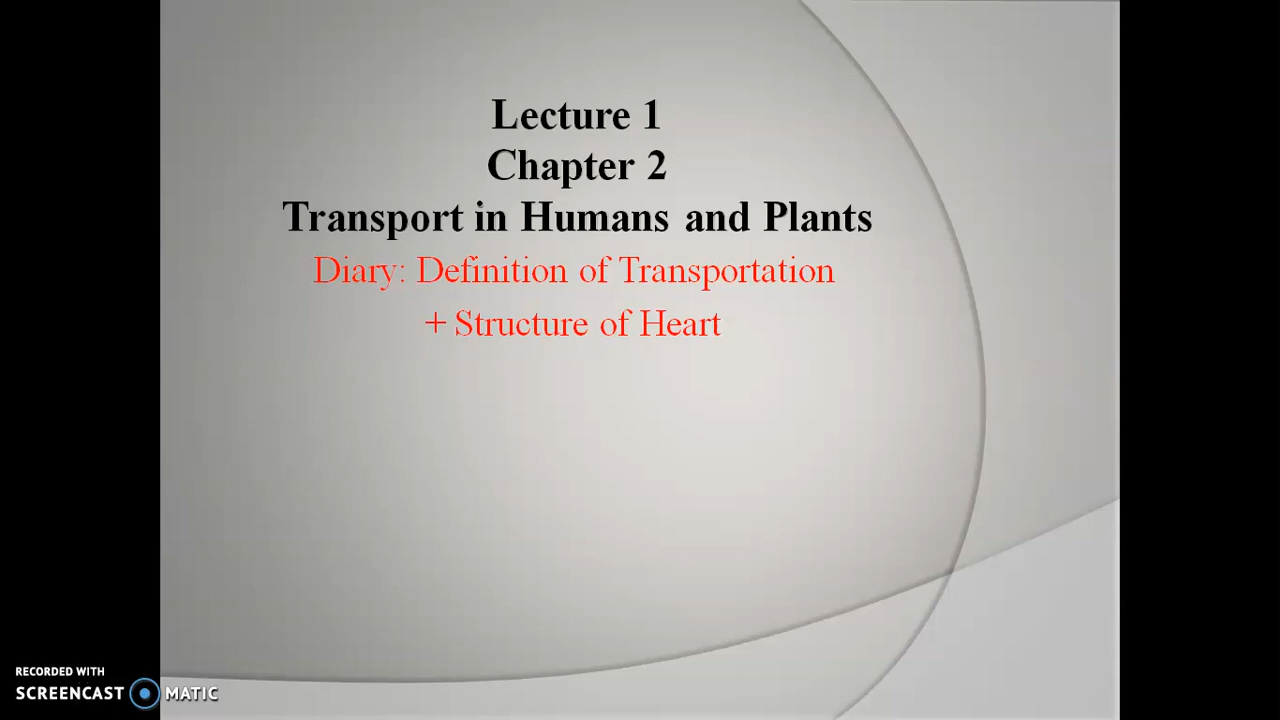 Lecture 1
Chapter 2
Transport in Humans and Plants
Diary: Definition of Transportation
+ Structure of Heart
RECORDED WITH
SCREENCAST MATIC